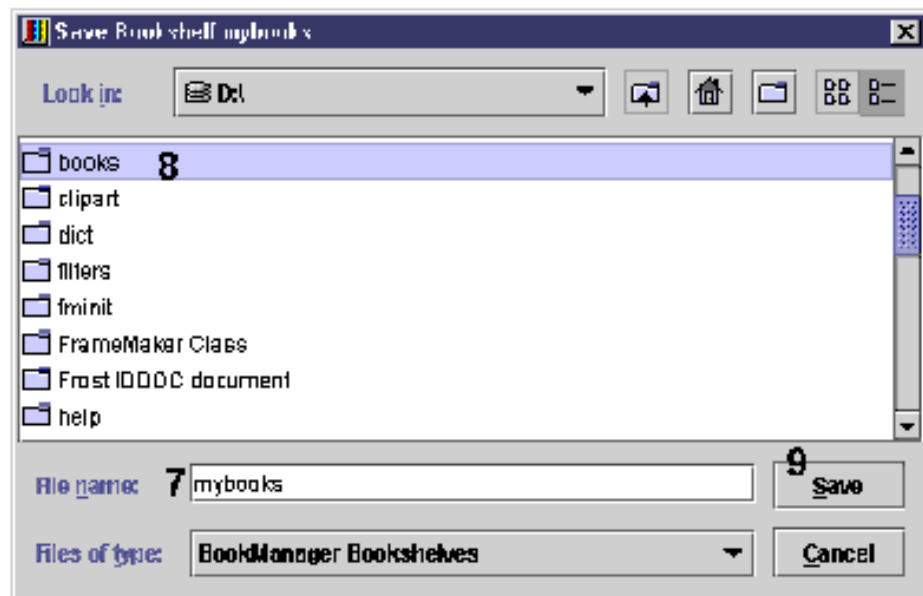 Save Bookshelf mybooks
Look in: D:\
books 8
clipart
dict
filters
fminit
FrameMaker Class
Frost IDDOC document
help
File name: 7 mybooks 9 Save
Files of type: BookManager Bookshelves Cancel